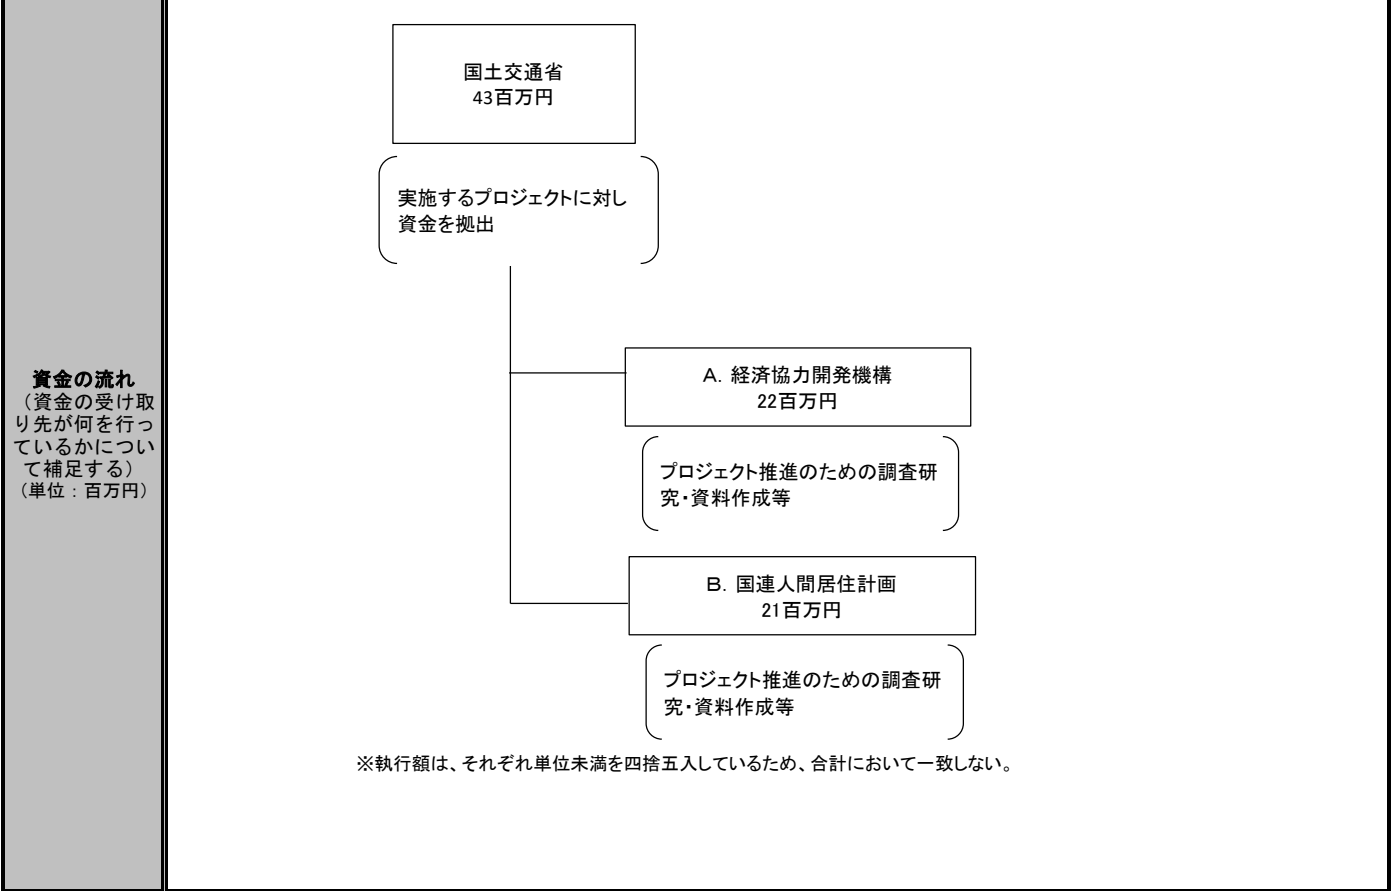 資金の流れ
（資金の受け取
り先が何を行っ
ているかについ
て補足する）
（単位：百万円）
国土交通省
43百万円
実施するプロジェクトに対し
資金を拠出
Ａ．経済協力開発機構
22百万円
プロジェクト推進のための調査研
究・資料作成等
Ｂ．国連人間居住計画
21百万円
プロジェクト推進のための調査研
究・資料作成等
※執行額は、それぞれ単位未満を四捨五入しているため、合計において一致しない。